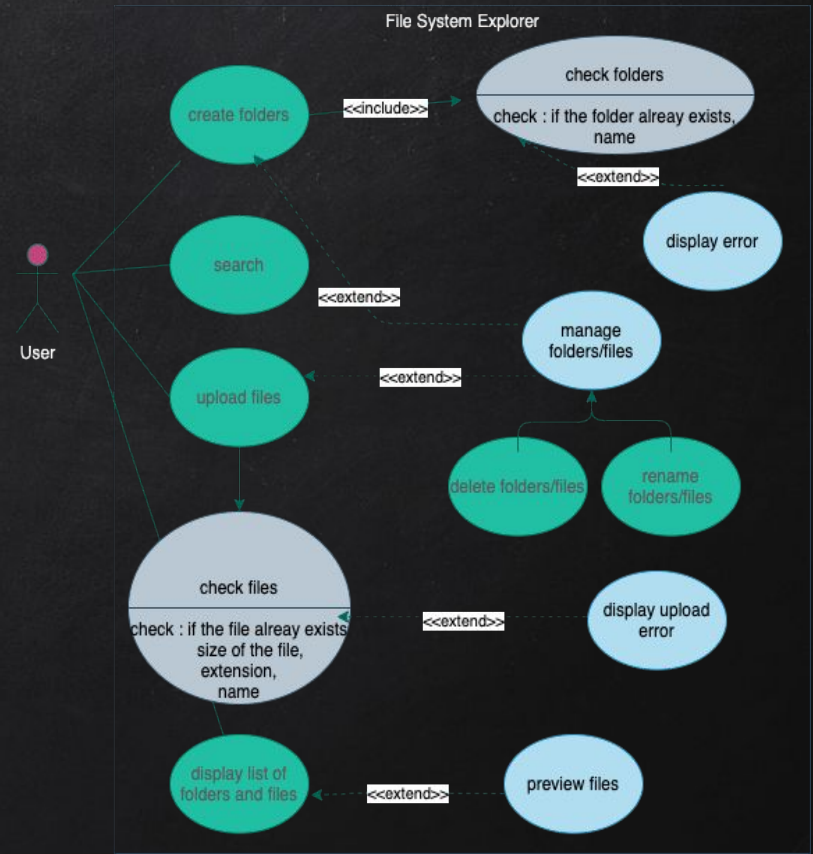 File System Explorer
check folders
create folders
<<include>>
check : if the folder alreay exists,
name
<<extend>>
display error
search
<<extend>>
manage
folders/files
User
<<extend>>
upload files
delete folders/files
rename
folders/files
check files
check : if the file alreay exists
size of the file,
extension,
name
<<extend>>
display upload
error
display list of
folders and files
<<extend>>
preview files